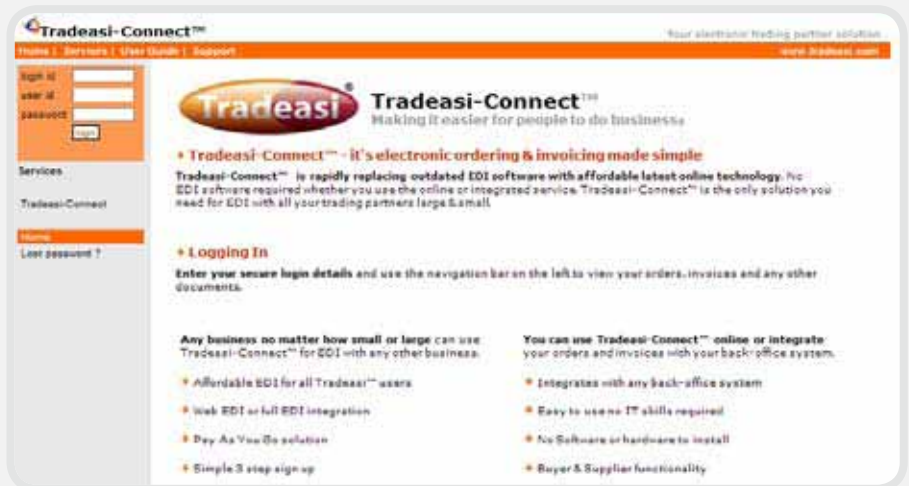 Tradeasi-Connect™
Your electronic trading partner solution
Home | Services | User Guide | Support
www.tradeasi.com
login id
user id
password
login
Services
Tradeasi-Connect
Home
Lost password ?
Tradeasi®
Tradeasi-Connect™
Making it easier for people to do business
Tradeasi-Connect™ - it's electronic ordering & invoicing made simple
Tradeasi-Connect™ is rapidly replacing outdated EDI software with affordable latest online technology. No
EDI software required whether you use the online or integrated service. Tradeasi-Connect™ is the only solution you
need for EDI with all your trading partners large & small.
Logging In
Enter your secure login details and use the navigation bar on the left to view your orders, invoices and any other
documents.
Any business no matter how small or large can use
Tradeasi-Connect™ for EDI with any other business.
Affordable EDI for all Tradeasi™ users
Web EDI or full EDI integration
Pay As You Go solution
Simple 3 step sign up
You can use Tradeasi-Connect™ online or integrate
your orders and invoices with your back-office system.
Integrates with any back-office system
Easy to use no IT skills required
No Software or hardware to install
Buyer & Supplier functionality